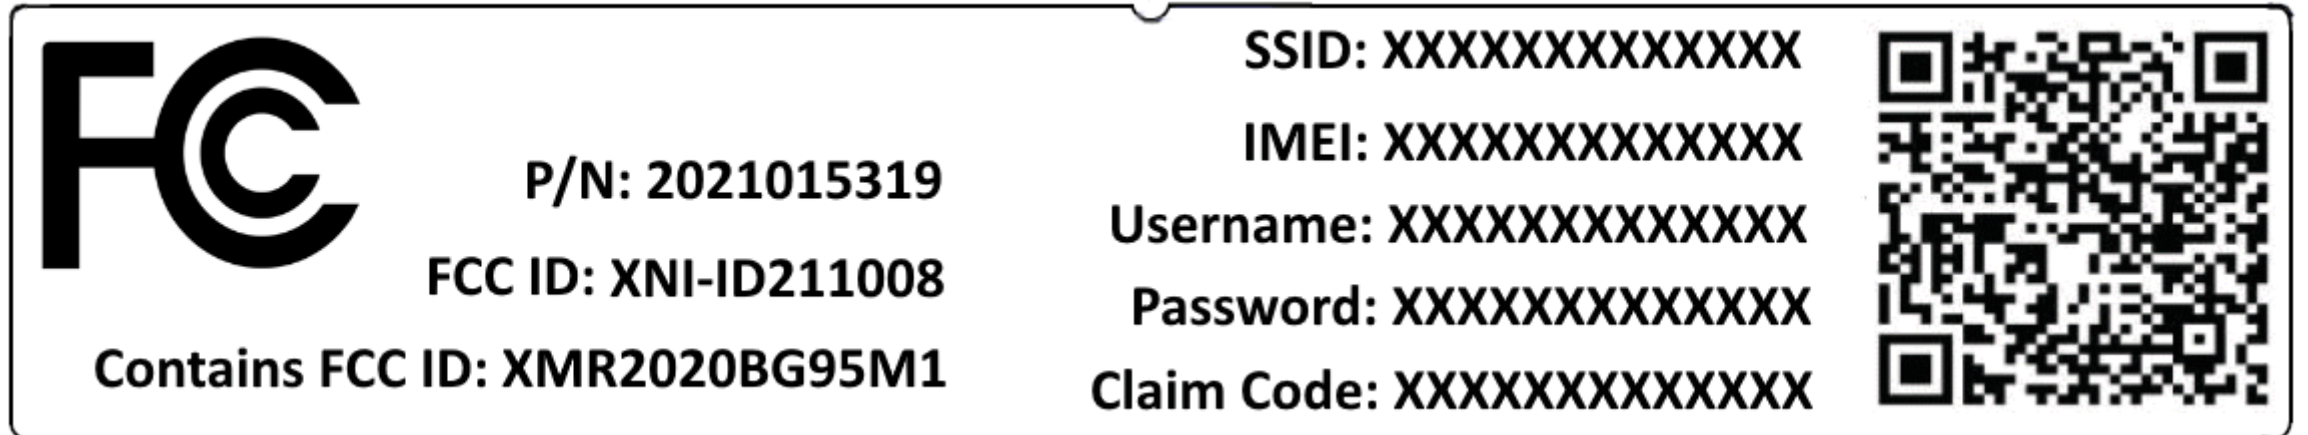 FCC
P/N: 2021015319
FCC ID: XNI-ID211008
Contains FCC ID: XMR2020BG95M1
SSID: XXXXXXXXXXXXX
IMEI: XXXXXXXXXXXXX
Username: XXXXXXXXXXXXX
Password: XXXXXXXXXXXXX
Claim Code: XXXXXXXXXXXXX